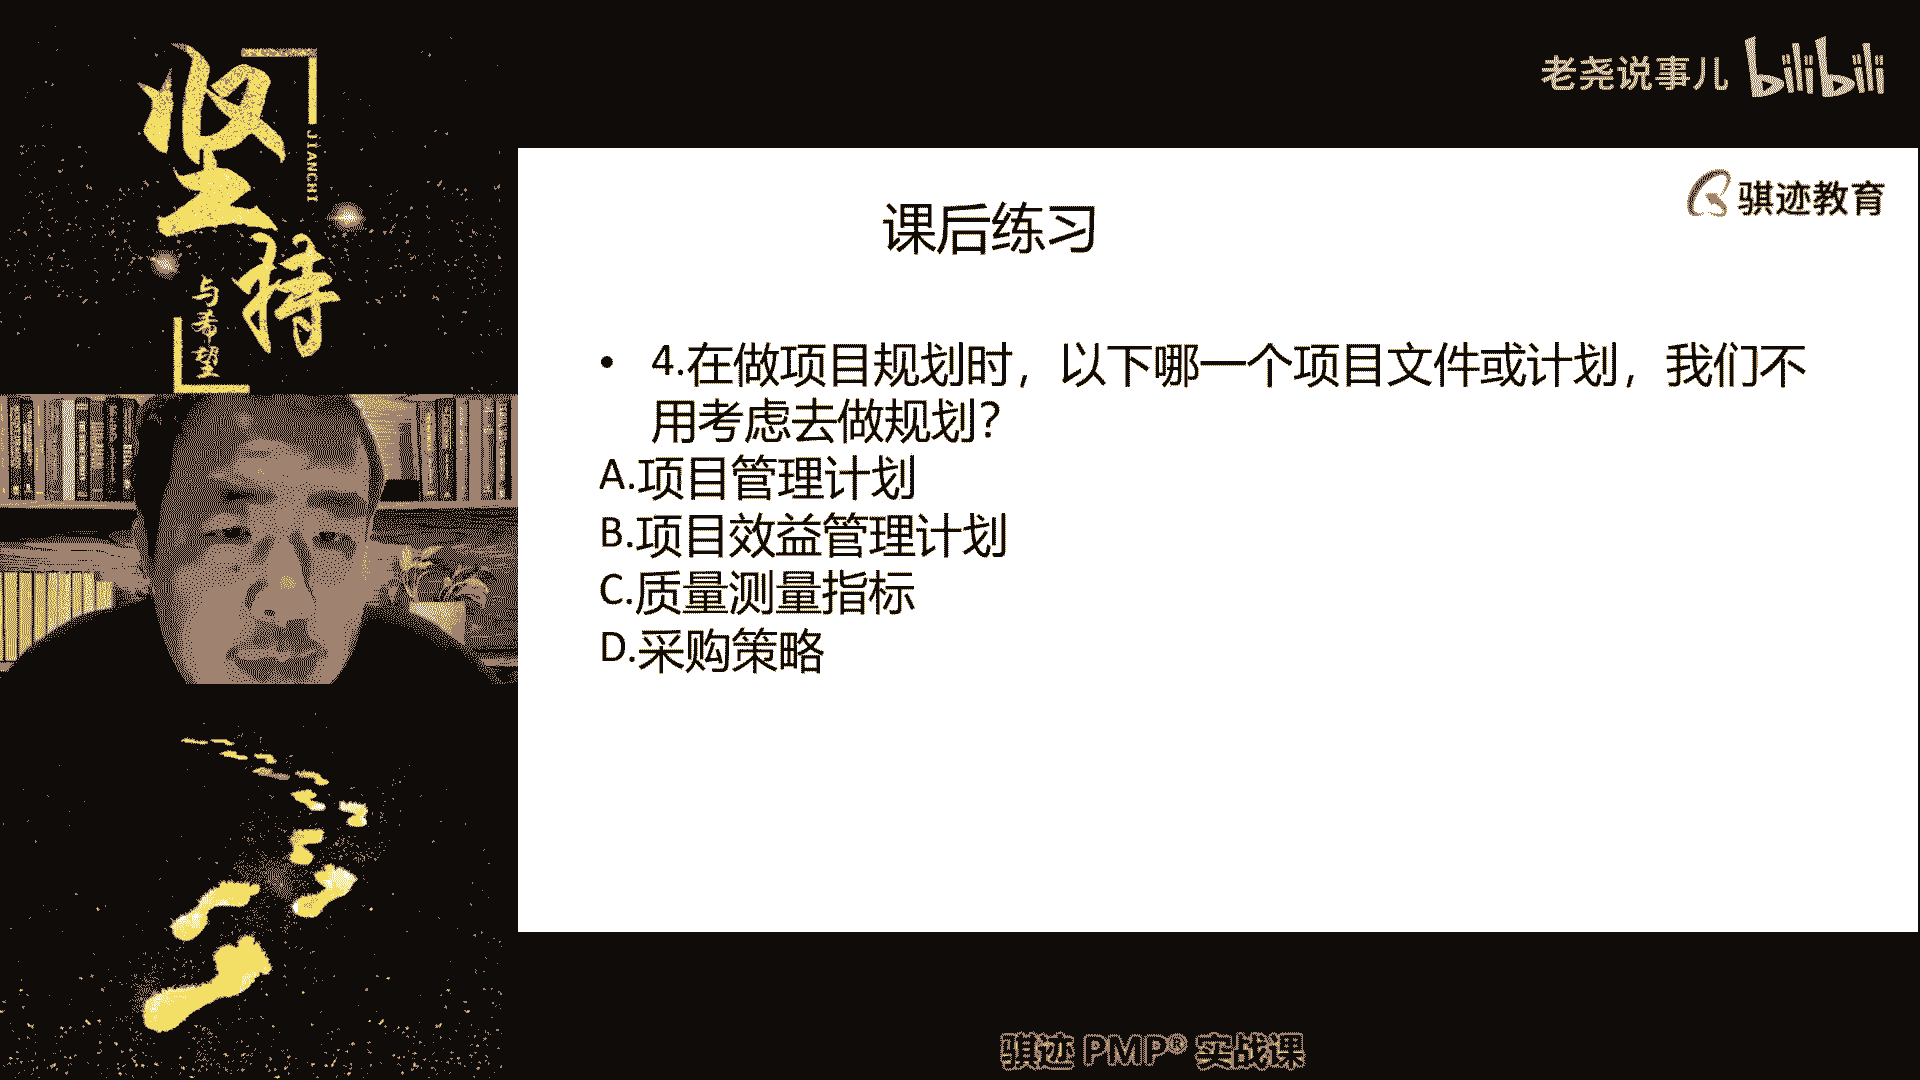 坚持
JIANCHI
与希望
老尧说事儿 bilibili
骐迹教育
课后练习
• 4.在做项目规划时，以下哪一个项目文件或计划，我们不
用考虑去做规划？
A.项目管理计划
B.项目效益管理计划
C.质量测量指标
D.采购策略
骐迹 PMP® 实战课